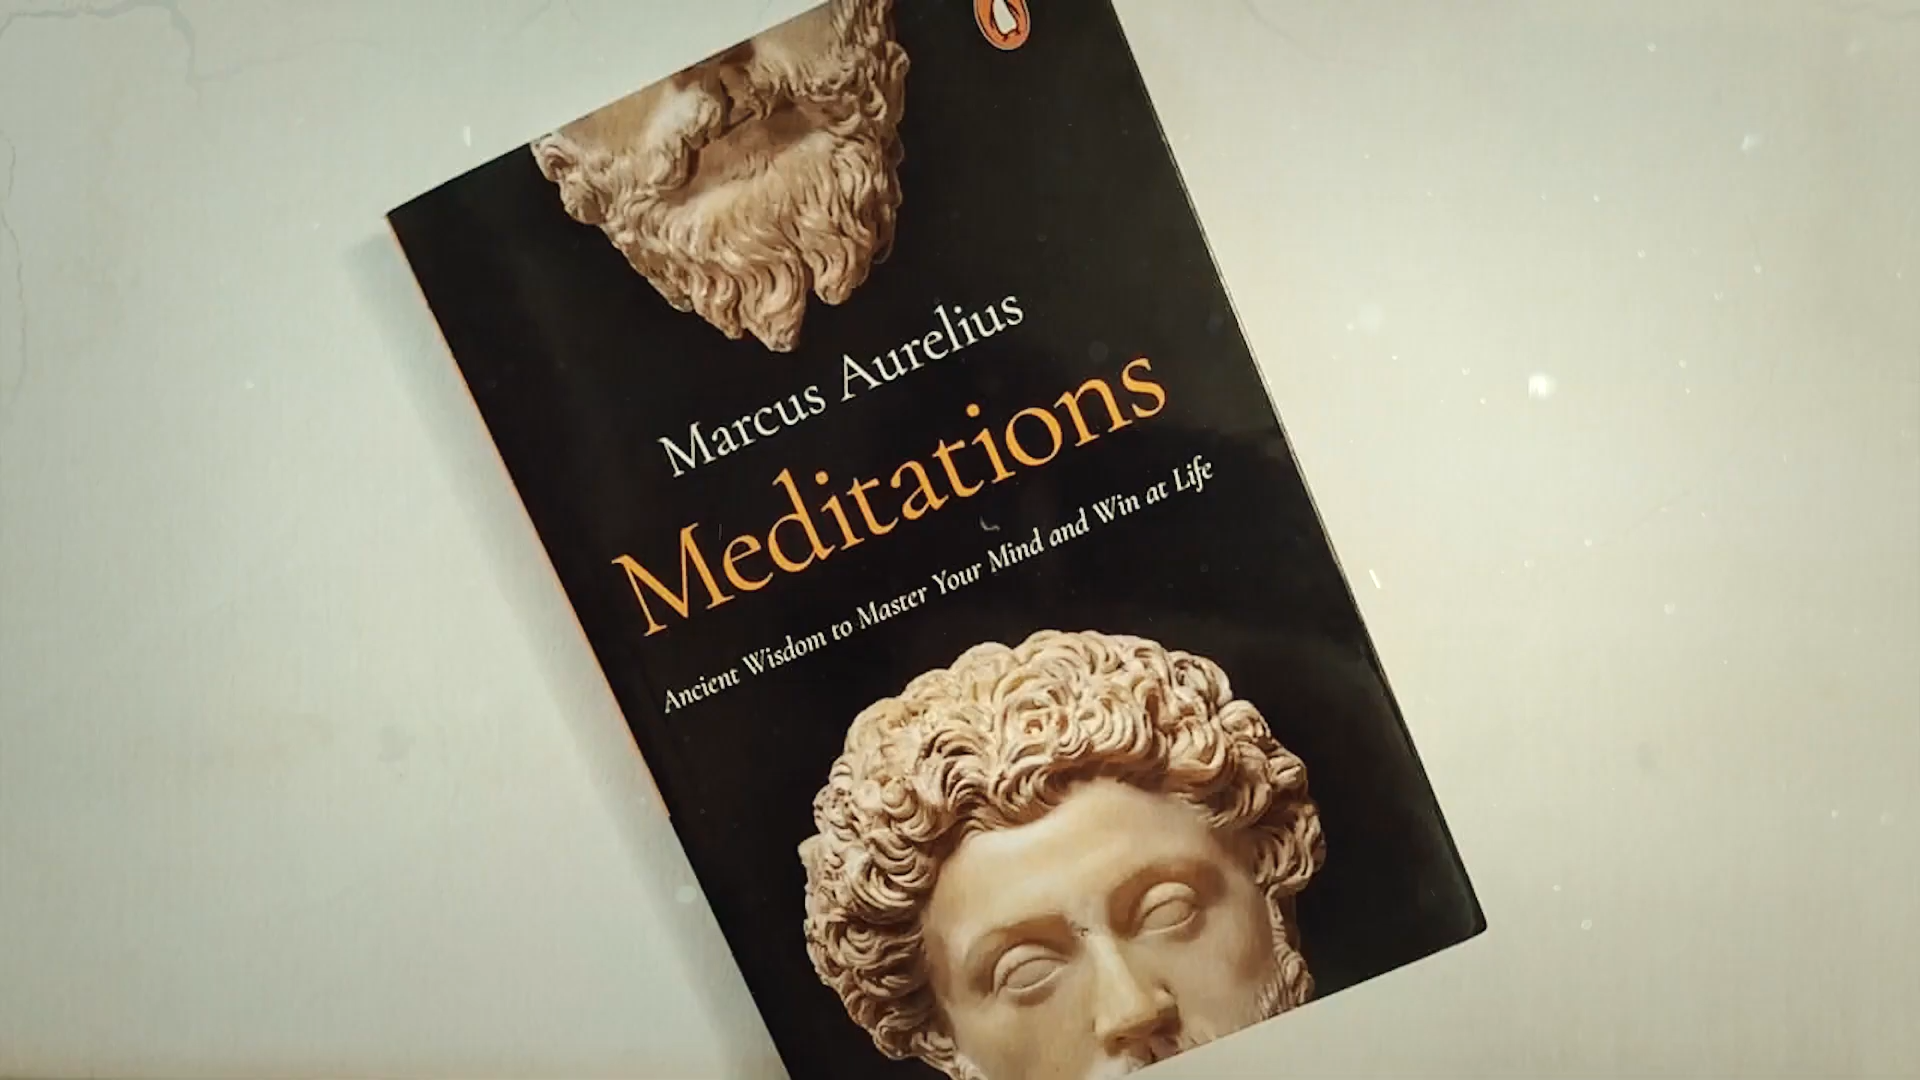 Marcus Aurelius
Meditations
Ancient Wisdom to Master Your Mind and Win at Life